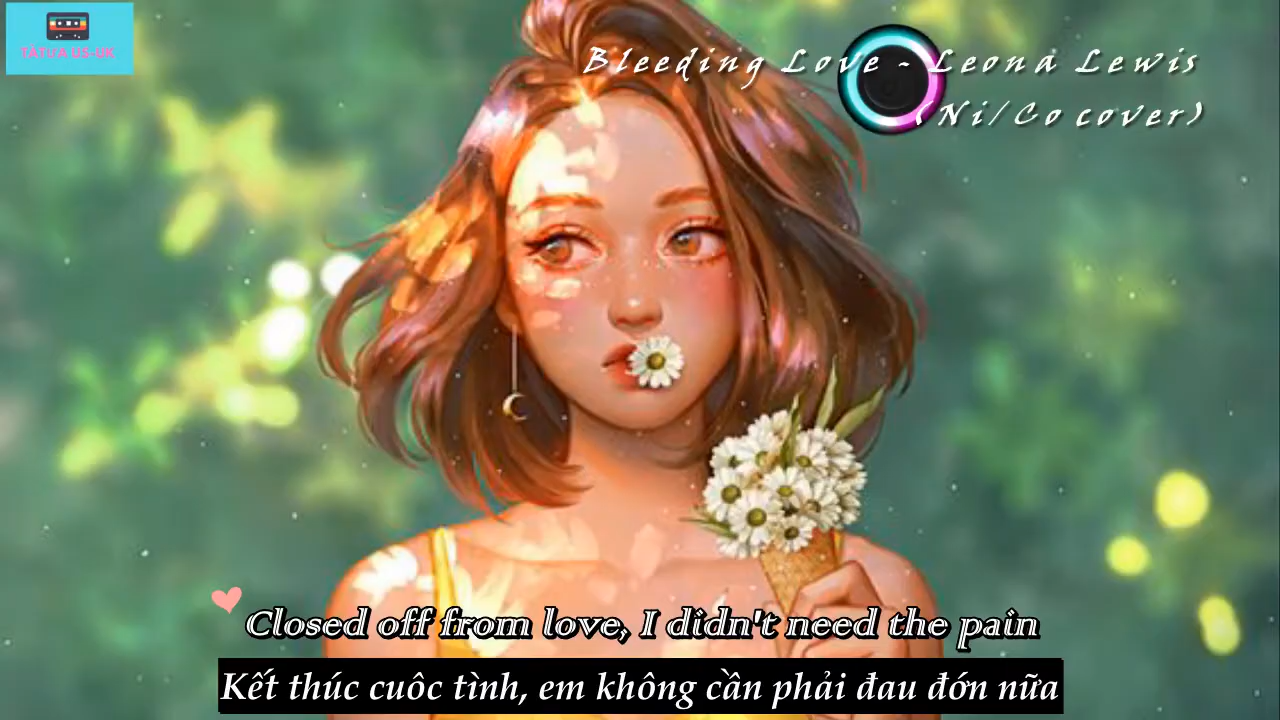 TÀTƯA US-UK
Bleeding Love - Leona Lewis
(Ni/Co cover)
Closed off from love, I didn't need the pain
Kết thúc cuôc tình, em không cần phải đau đớn nữa